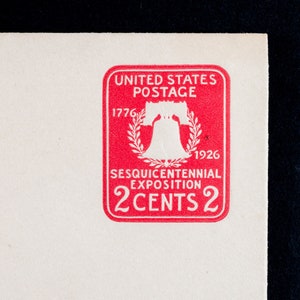 UNITED STATES
POSTAGE
1776
1926
SESQUICENTENNIAL
EXPOSITION
2 CENTS 2